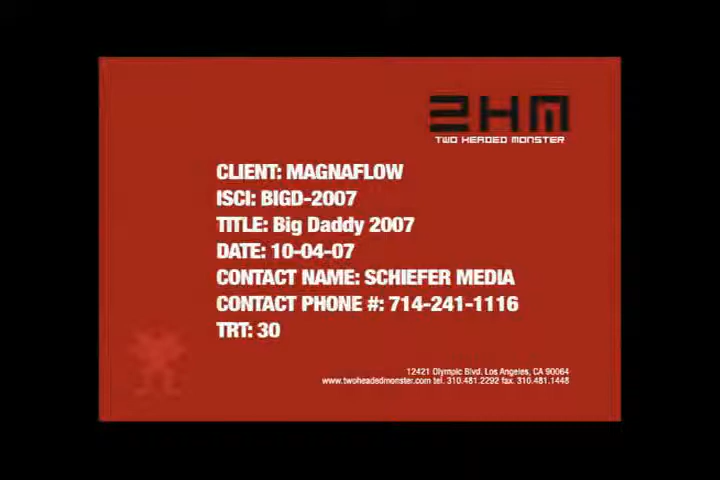 2HM
TWO HEADED MONSTER
CLIENT: MAGNAFLOW
ISCI: BIGD-2007
TITLE: Big Daddy 2007
DATE: 10-04-07
CONTACT NAME: SCHIEFER MEDIA
CONTACT PHONE #: 714-241-1116
TRT: 30
12421 Olympic Blvd. Los Angeles, CA 90064
www.twoheadedmonster.com tel. 310.481.2292 fax. 310.481.1448